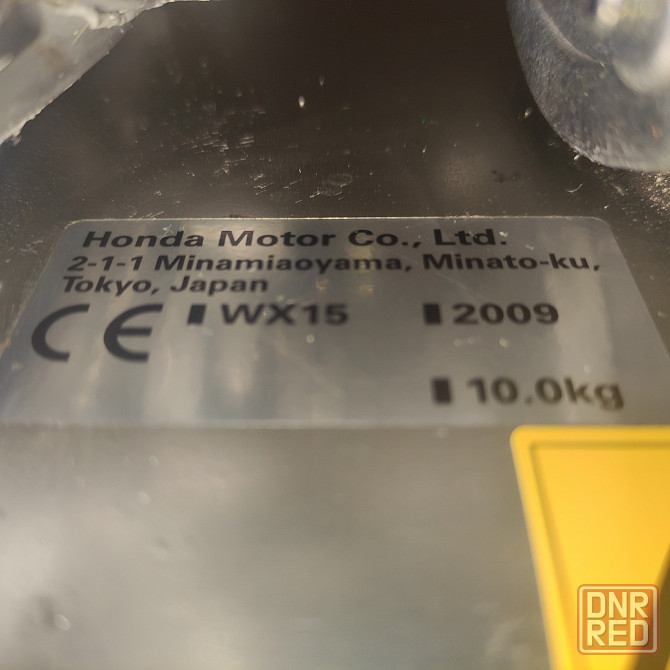 Honda Motor Co., Ltd.
2-1-1 Minamiaoyama, Minato-ku,
Tokyo, Japan
CE ▮WX15 ▮2009
▮10.0kg
DNR
RED